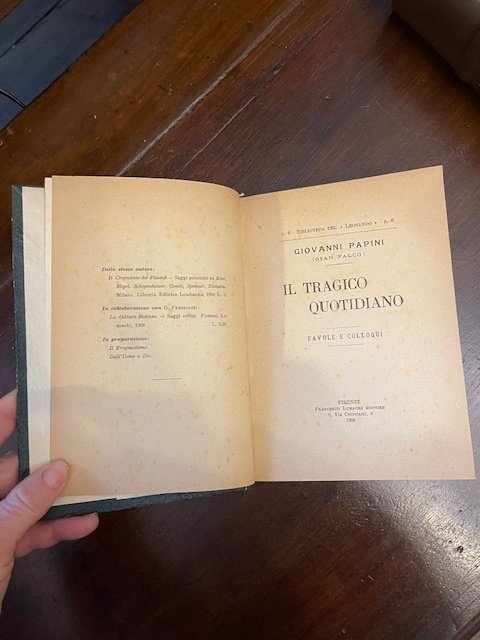 Dello stesso autore:
Il Crepuscolo dei Filosofi — Saggi polemici su Kant,
Hegel, Schopenhauer, Comte, Spencer, Nietzsche
Milano, Libreria Editrice Lombarda, 1906 L. 3.
In collaborazione con G. PREZZOLINI:
La Coltura Italiana — Saggi critici, Firenze, Lu-
machi, 1906 L.
In preparazione:
Il Pragmatismo.
Dall'Uomo a Dio.
n. 6 - BIBLIOTECA DEL « LEONARDO » - n. 6
GIOVANNI PAPINI
(GIAN FALCO)
IL TRAGICO
QUOTIDIANO
FAVOLE E COLLOQUI
FIRENZE
FRANCESCO LUMACHI EDITORE
8, Via Cerretani, 8
1906